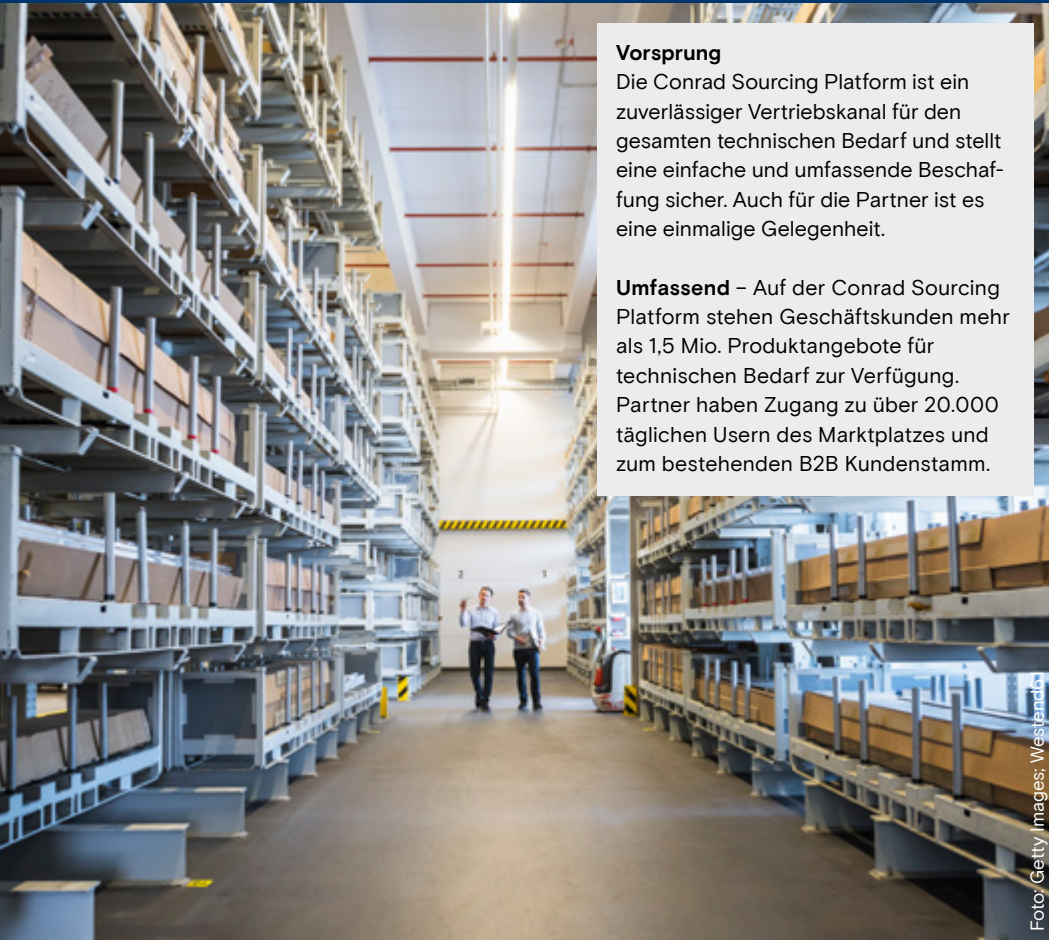 Vorsprung
Die Conrad Sourcing Platform ist ein
zuverlässiger Vertriebskanal für den
gesamten technischen Bedarf und stellt
eine einfache und umfassende Beschaf-
fung sicher. Auch für die Partner ist es
eine einmalige Gelegenheit.
Umfassend – Auf der Conrad Sourcing
Platform stehen Geschäftskunden mehr
als 1,5 Mio. Produktangebote für
technischen Bedarf zur Verfügung.
Partner haben Zugang zu über 20.000
täglichen Usern des Marktplatzes und
zum bestehenden B2B Kundenstamm.
2
1
Foto: Getty Images; Westend61